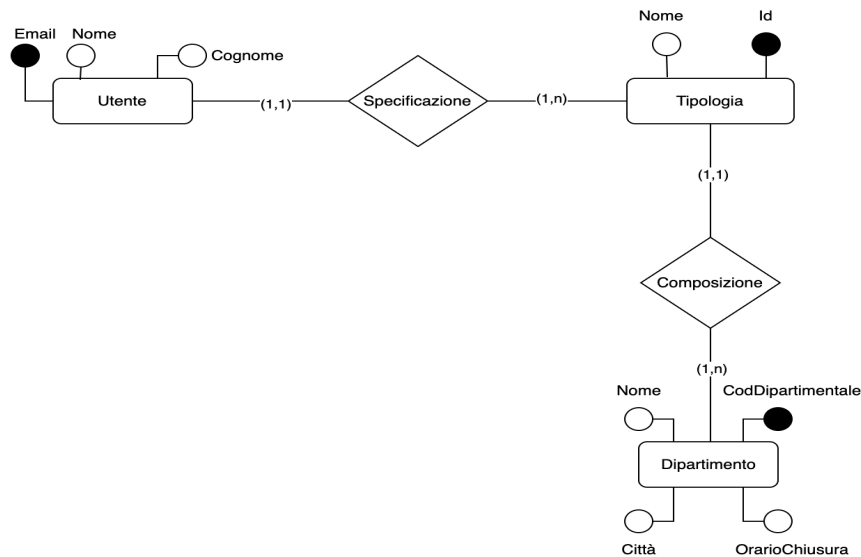 Email
Nome
Cognome
Utente
(1,1)
Specificazione
(1,n)
Nome
Id
Tipologia
(1,1)
Composizione
(1,n)
Nome
CodDipartimentale
Dipartimento
Città
OrarioChiusura